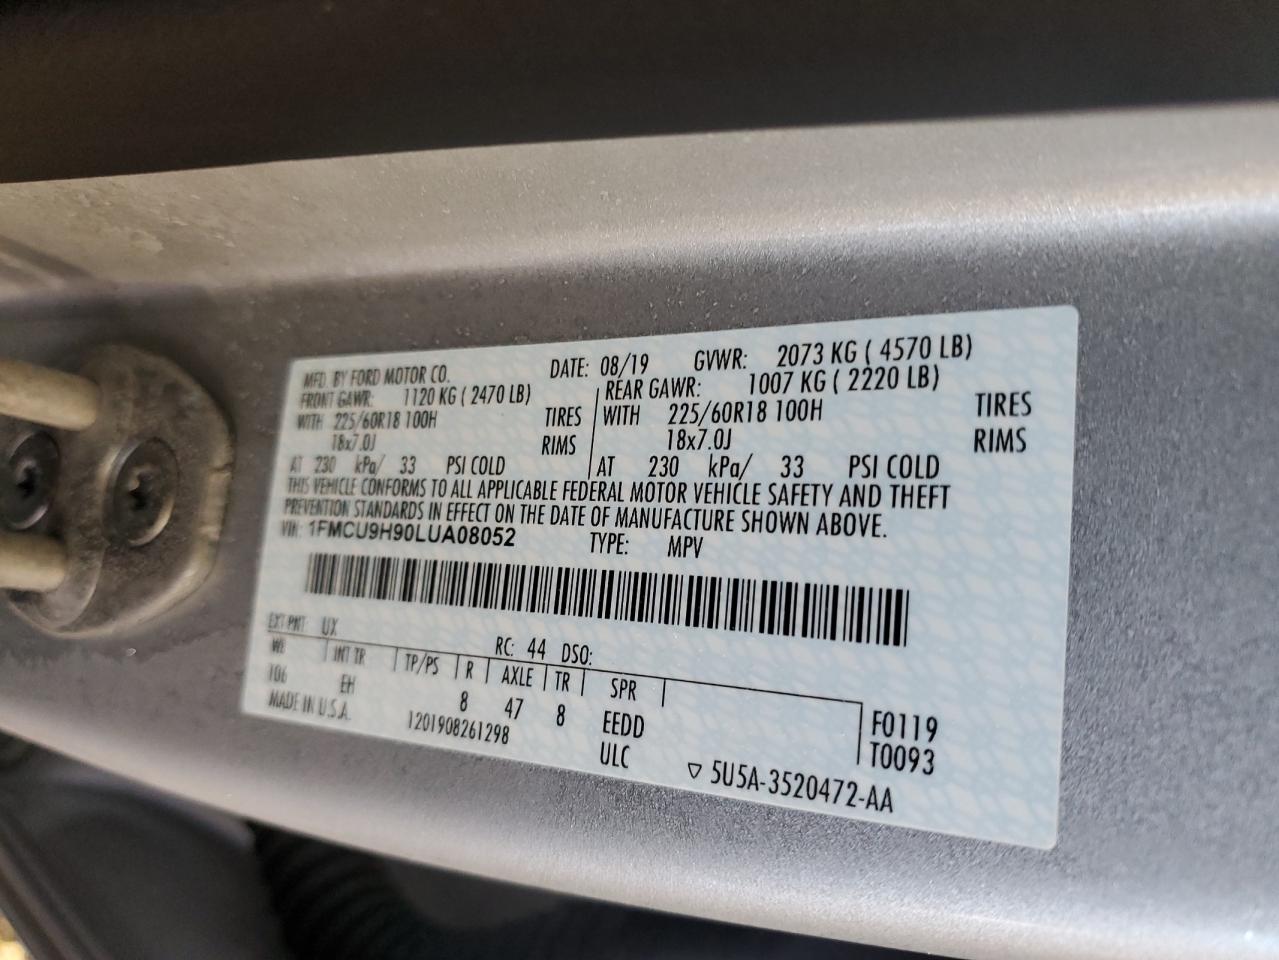 MFD. BY FORD MOTOR CO. DATE: 08/19 GVWR: 2073 KG ( 4570 LB)
FRONT GAWR: 1120 KG ( 2470 LB) REAR GAWR: 1007 KG ( 2220 LB)
WITH 225/60R18 100H TIRES WITH 225/60R18 100H TIRES
18x7.0J RIMS 18x7.0J RIMS
AT 230 kPa/ 33 PSI COLD AT 230 kPa/ 33 PSI COLD
THIS VEHICLE CONFORMS TO ALL APPLICABLE FEDERAL MOTOR VEHICLE SAFETY AND THEFT
PREVENTION STANDARDS IN EFFECT ON THE DATE OF MANUFACTURE SHOWN ABOVE.
VIN: 1FMCU9H90LUA08052 TYPE: MPV
EXT PNT UX RC: 44 DSO:
WB INT TR TP/PS R AXLE TR SPR
106 EH 8 47 8 EEDD F0119
MADE IN U.S.A. 1201908261298 ULC T0093
▽ 5U5A-3520472-AA